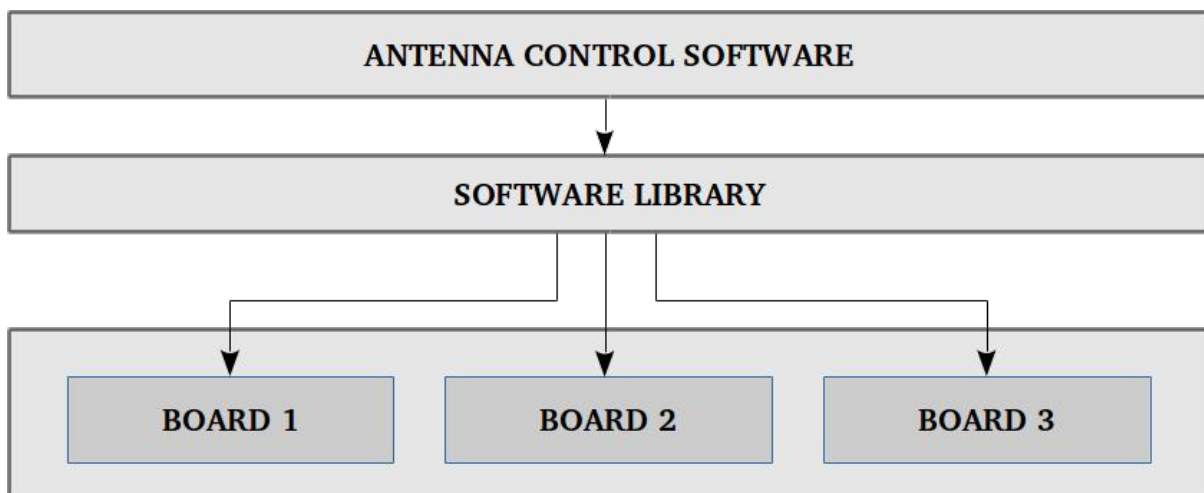 ANTENNA CONTROL SOFTWARE
SOFTWARE LIBRARY
BOARD 1
BOARD 2
BOARD 3